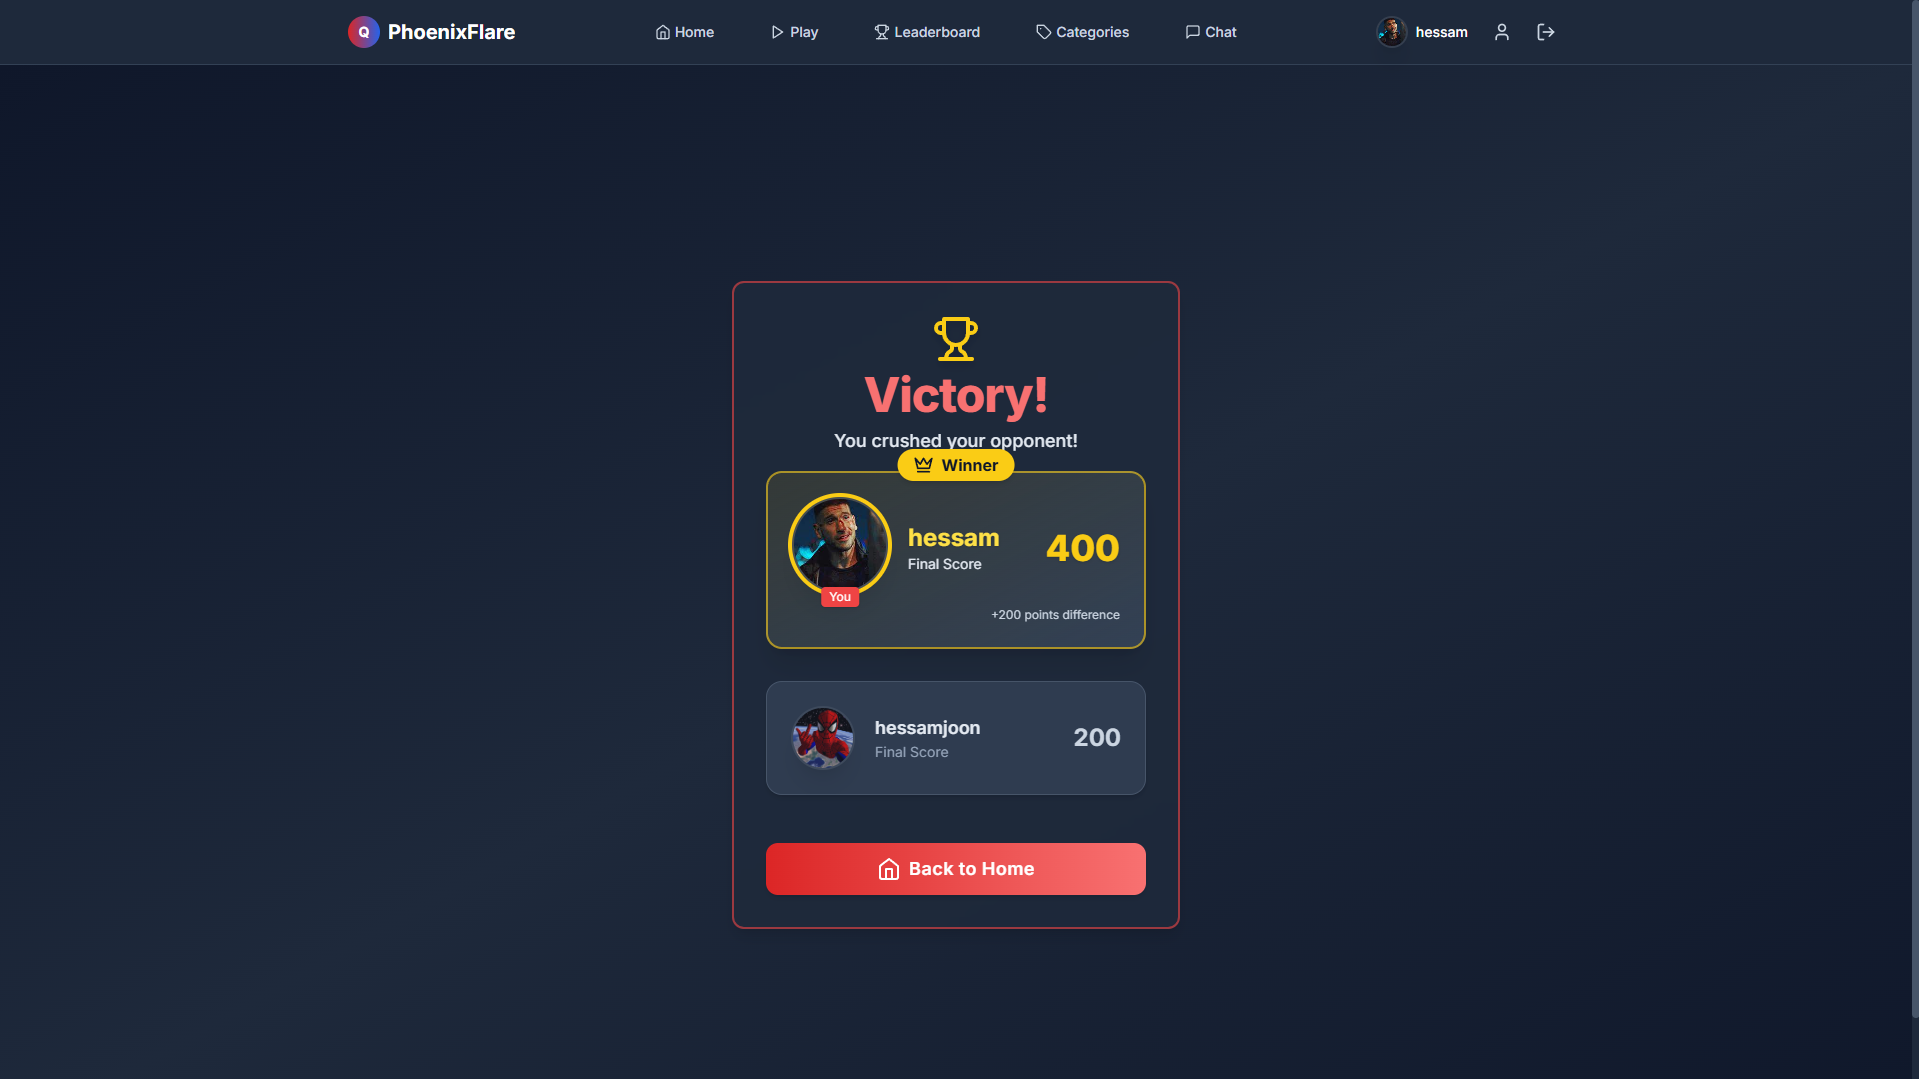 Q PhoenixFlare Home Play Leaderboard Categories Chat hessam
Victory!
You crushed your opponent!
Winner
hessam 400
Final Score
You
+200 points difference
hessamjoon 200
Final Score
Back to Home